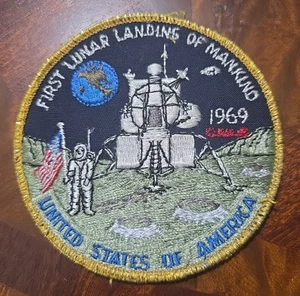 FIRST LUNAR LANDING OF MANKIND
1969
UNITED STATES OF AMERICA